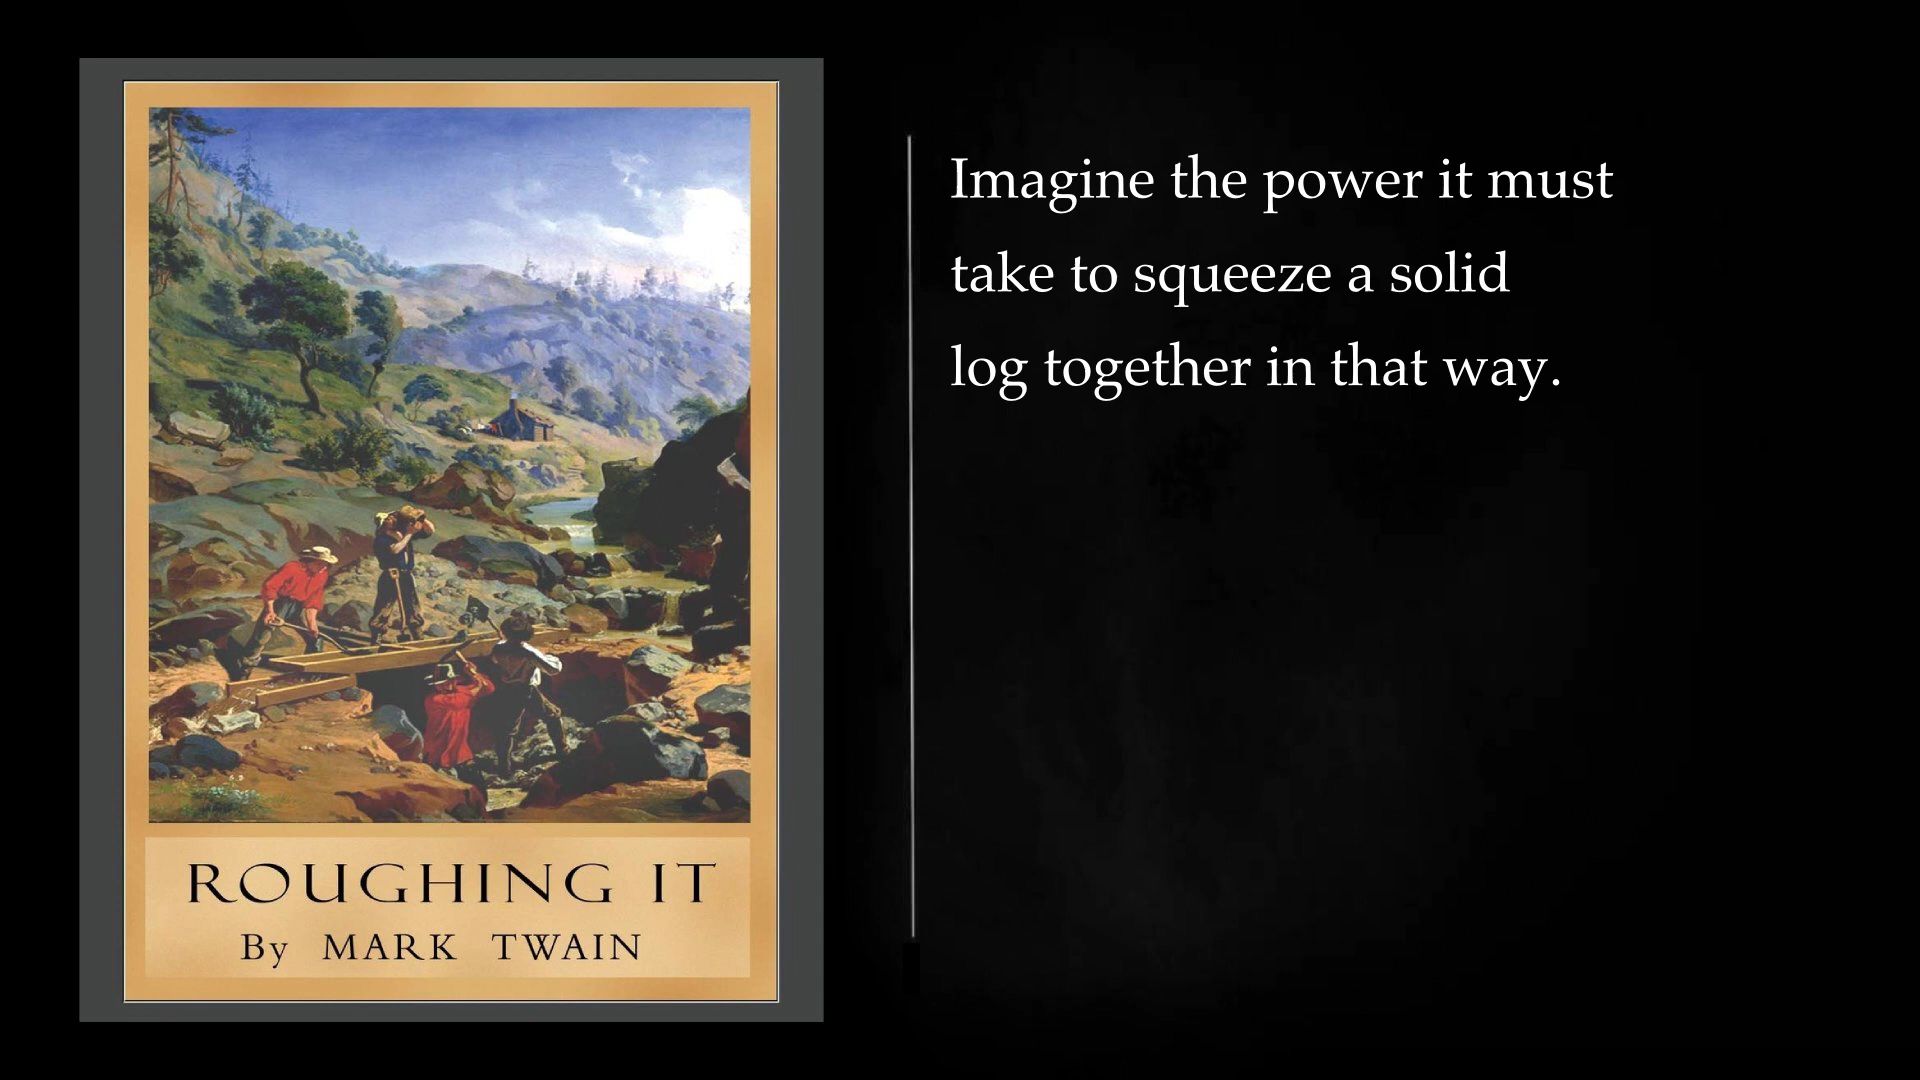 ROUGHING IT
By MARK TWAIN
Imagine the power it must
take to squeeze a solid
log together in that way.